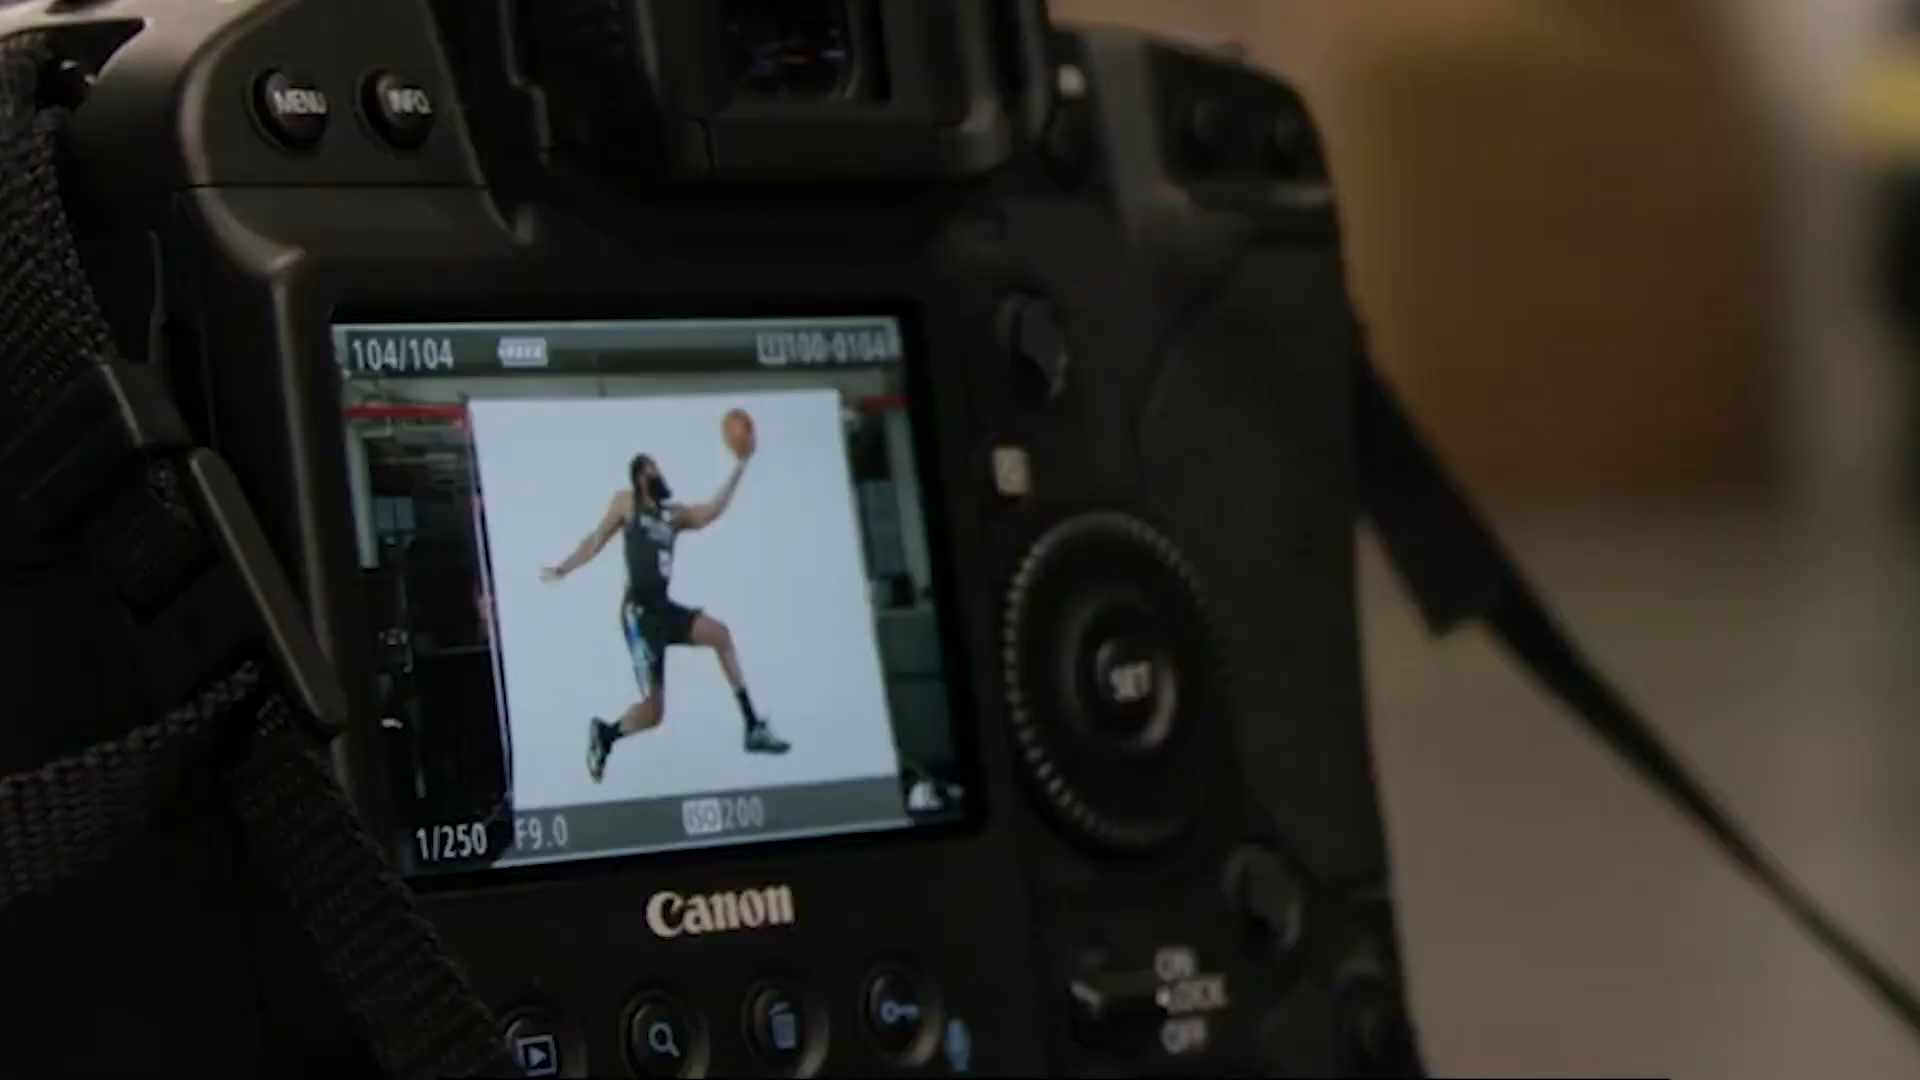 MENU INFO
104/104 100-0104
1/250 F9.0 ISO 200
SET
Canon
ON
LOCK
OFF